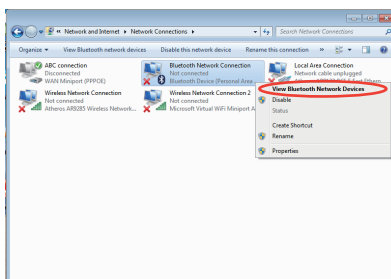 Network and Internet ▸ Network Connections ▸
Search Network Connections
Organize ▾ View Bluetooth network devices Disable this network device Rename this connection »
ABC connection
Disconnected
WAN Miniport (PPPOE)
Bluetooth Network Connection
Not connected
Bluetooth Device (Personal Area...
Local Area Connection
Network cable unplugged
Wireless Network Connection
Not connected
Atheros AR9285 Wireless Network...
Wireless Network Connection 2
Not connected
Microsoft Virtual WiFi Miniport A
View Bluetooth Network Devices
Disable
Status
Create Shortcut
Rename
Properties